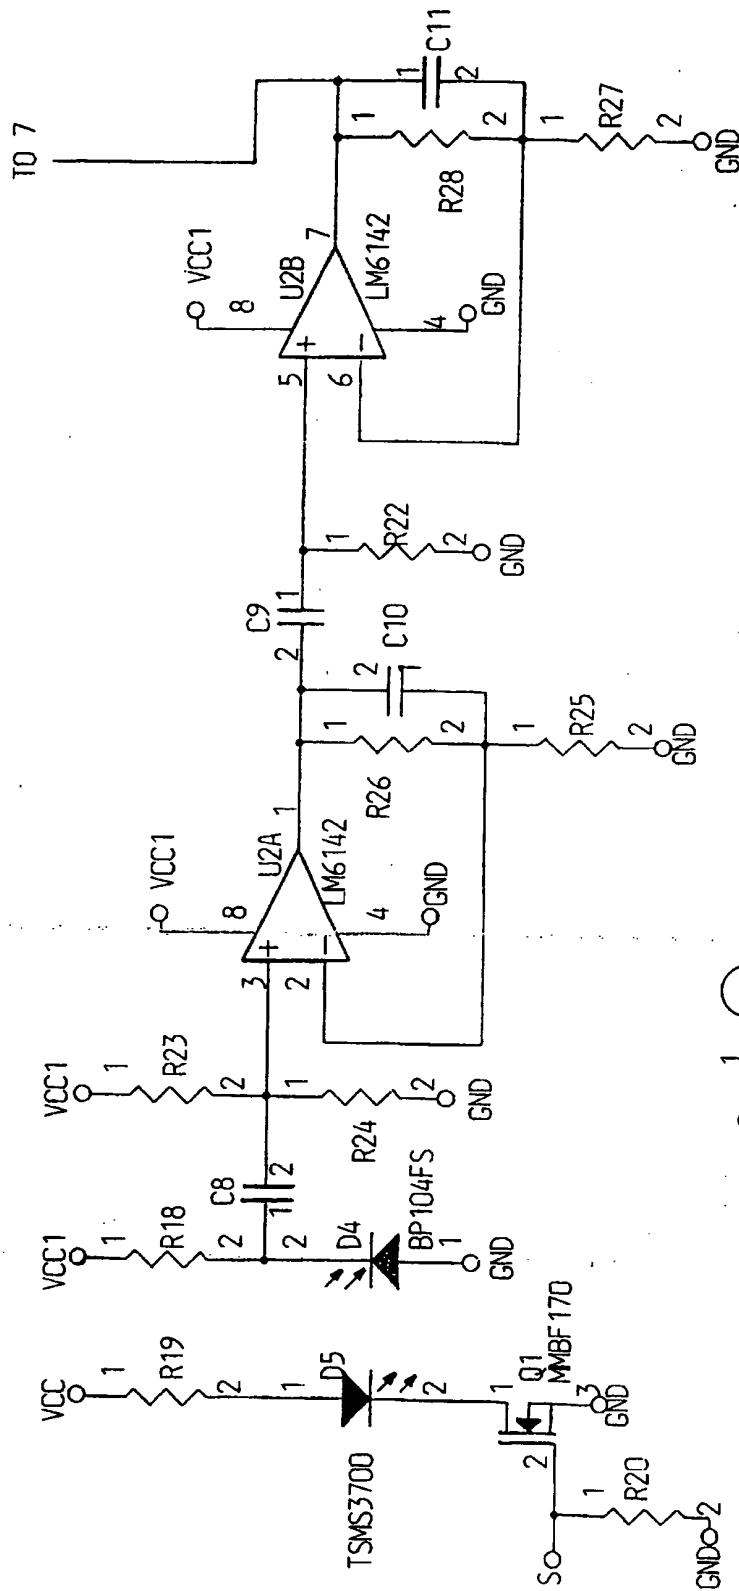 TO 7
VCC
1
R19
2
1
D5
TSMS3700
2
1
Q1
MMBF170
2
3
GND
S
1
R20
2
GND
VCC1
1
R18
2
2
D4
BP104FS
1
GND
C8
1
2
VCC1
1
R23
2
1
R24
2
GND
VCC1
8
3
+
2
−
U2A
LM6142
4
GND
1
1
R26
2
2
C10
1
1
R25
2
GND
C9
2
1
1
R22
2
GND
VCC1
8
5
+
6
−
U2B
LM6142
4
GND
7
1
R28
2
1
C11
2
1
R27
2
GND
1